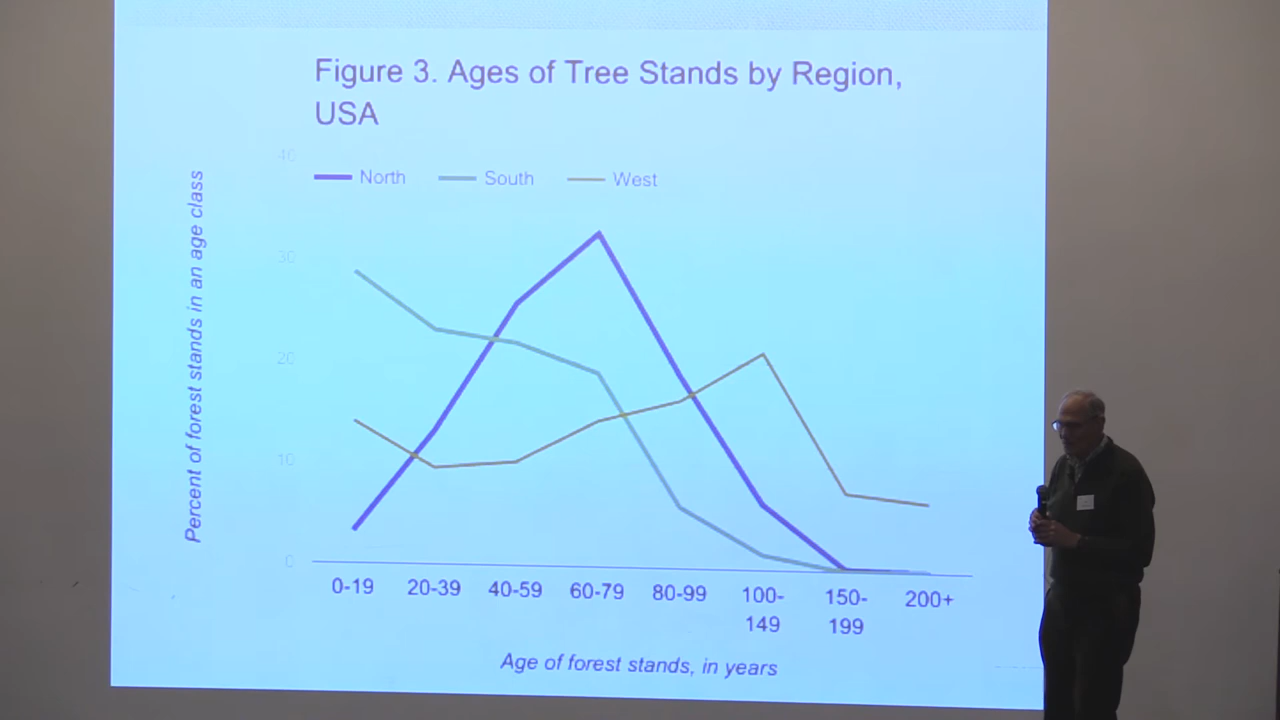 Figure 3. Ages of Tree Stands by Region,
USA
40
North South West
30
20
10
0
Percent of forest stands in an age class
0-19 20-39 40-59 60-79 80-99 100-149 150-199 200+
Age of forest stands, in years